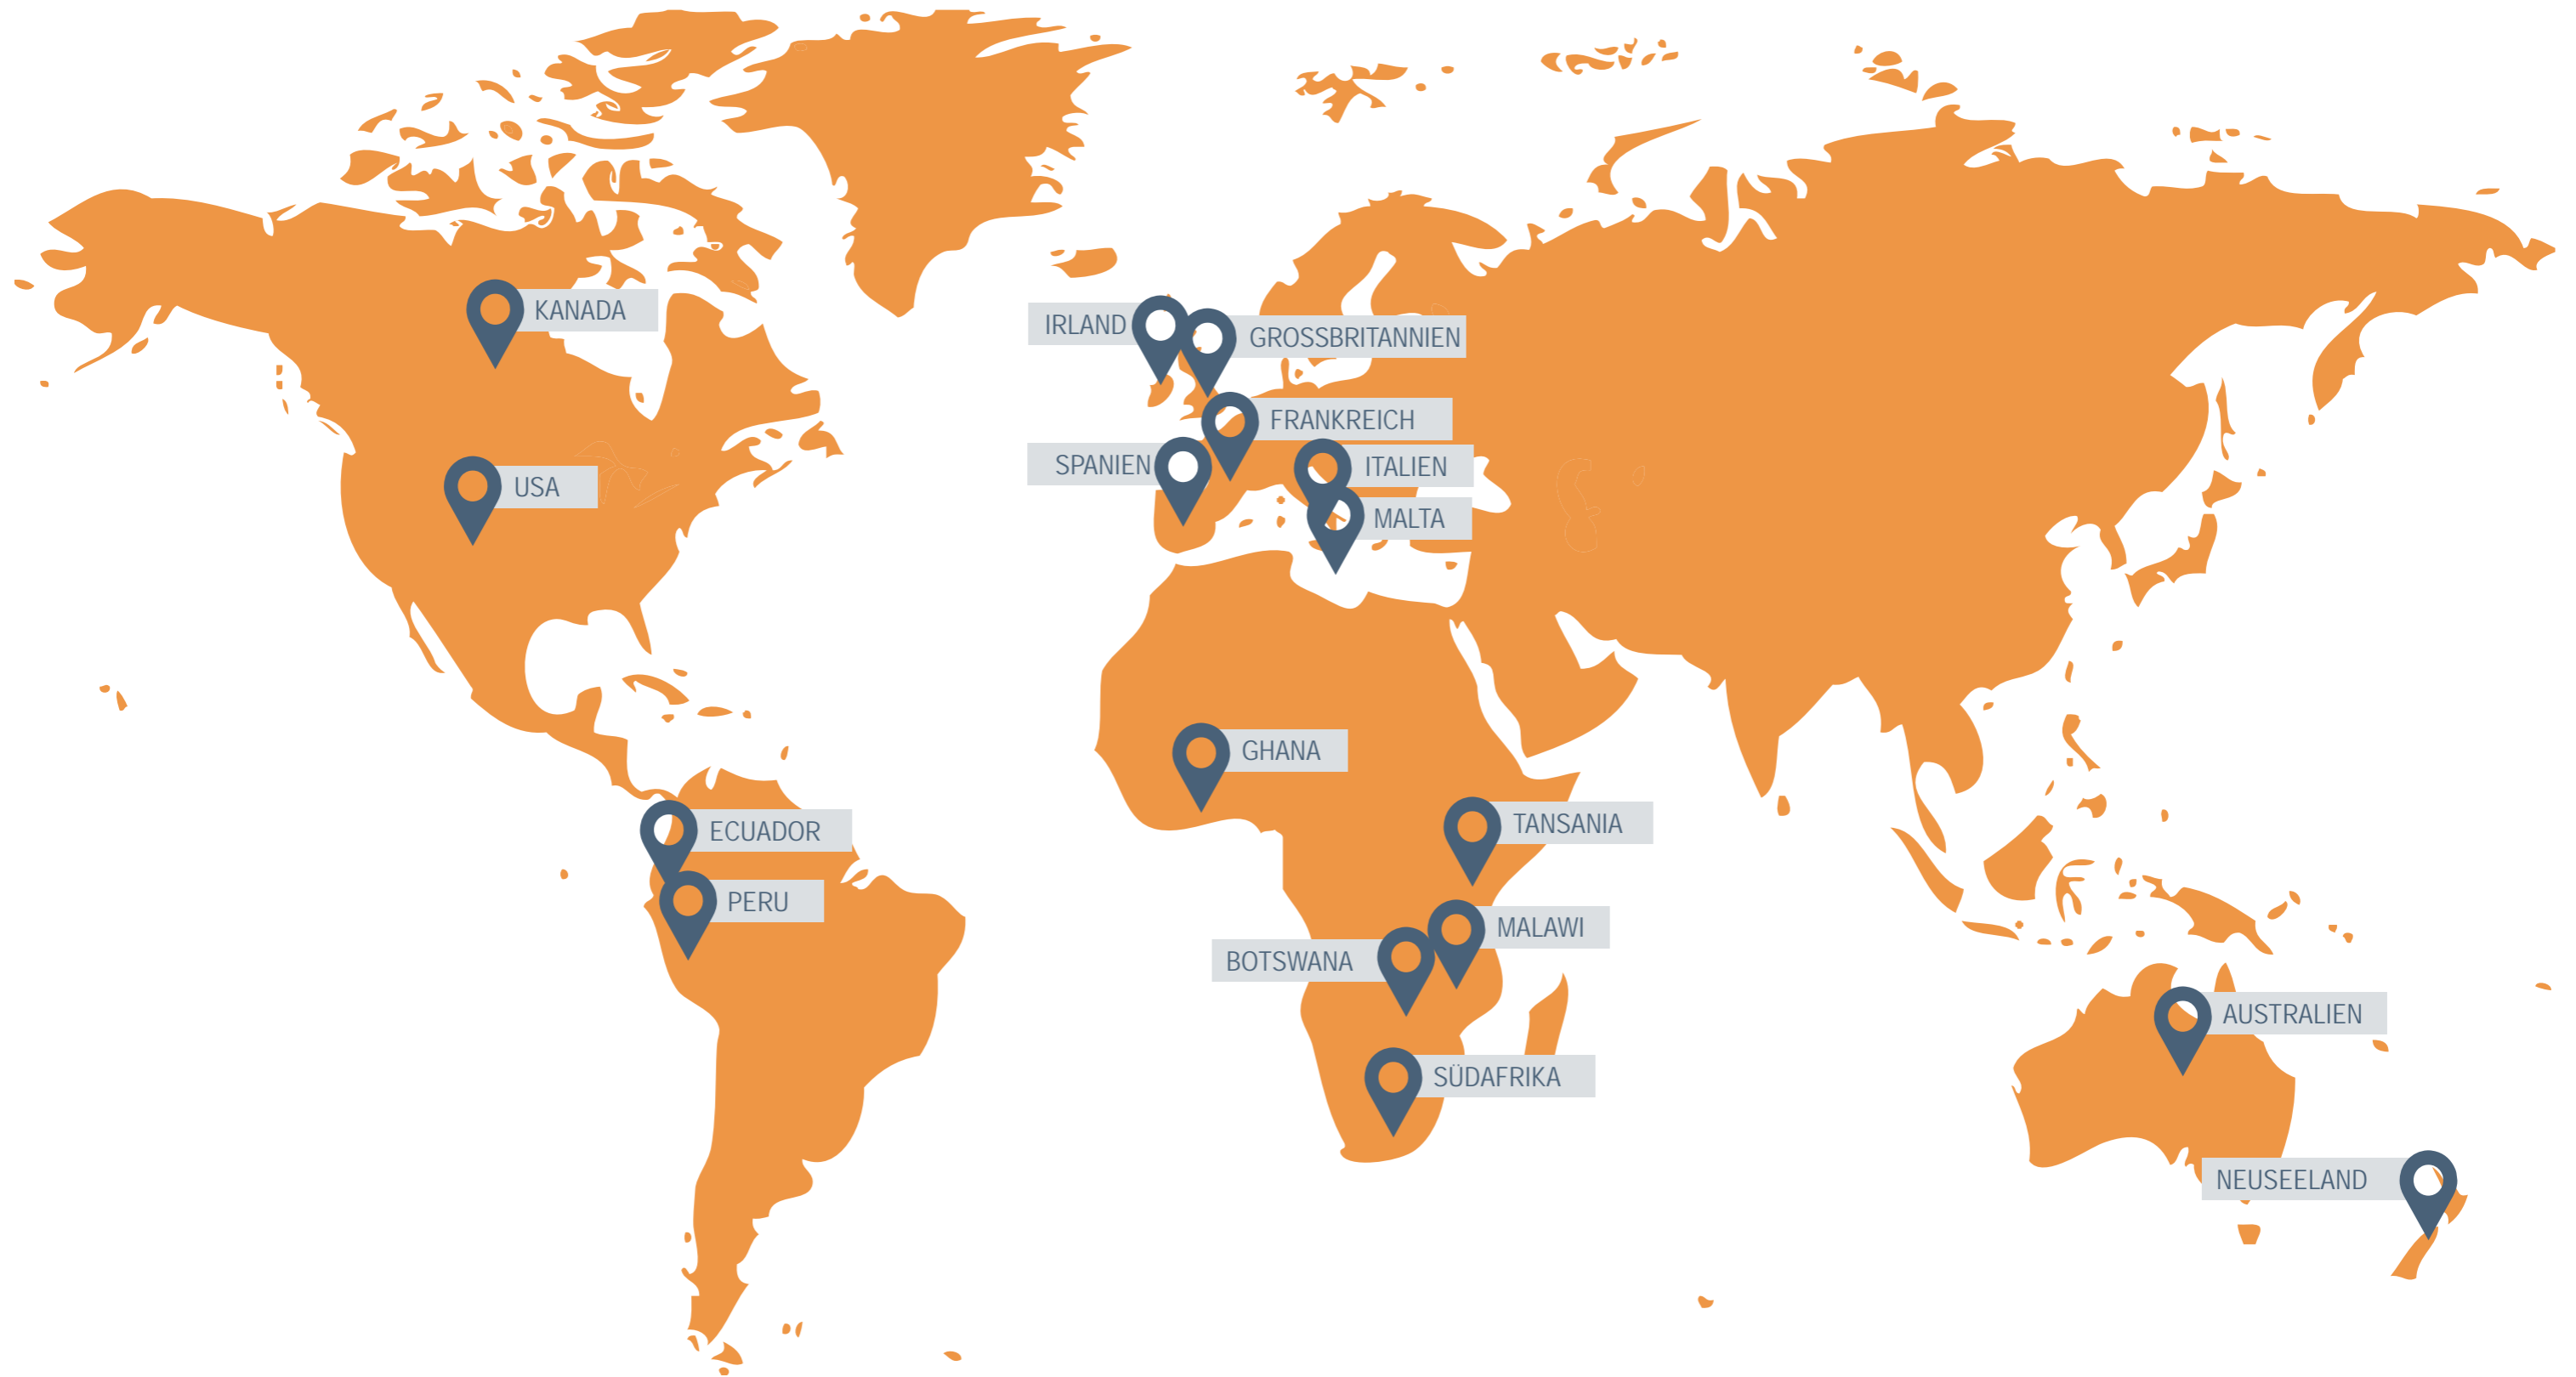 KANADA
IRLAND
GROSSBRITANNIEN
FRANKREICH
SPANIEN
ITALIEN
USA
MALTA
GHANA
TANSANIA
ECUADOR
PERU
MALAWI
BOTSWANA
AUSTRALIEN
SÜDAFRIKA
NEUSEELAND